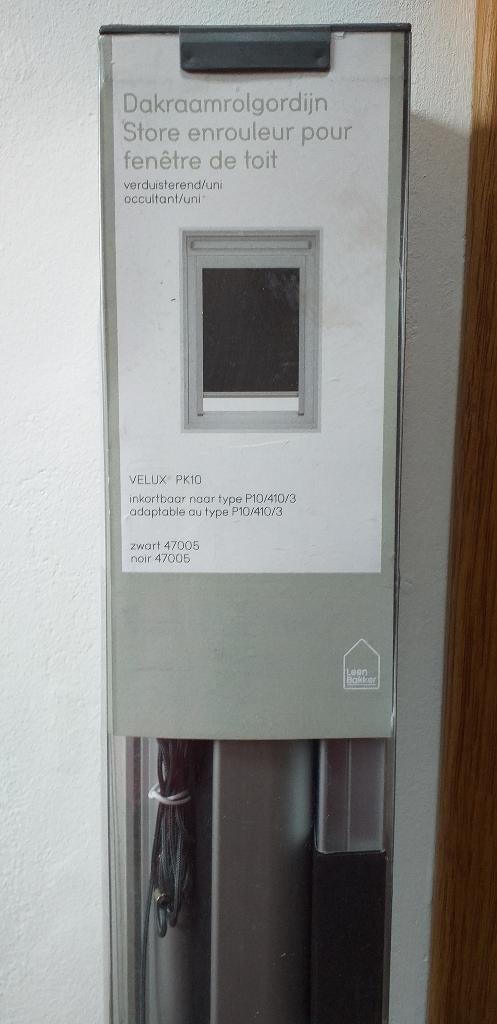 Dakraamrolgordijn
Store enrouleur pour
fenêtre de toit
verduisterend/uni
occultant/uni
VELUX® PK10
inkortbaar naar type P10/410/3
adaptable au type P10/410/3
zwart 47005
noir 47005
Leen
Bakker